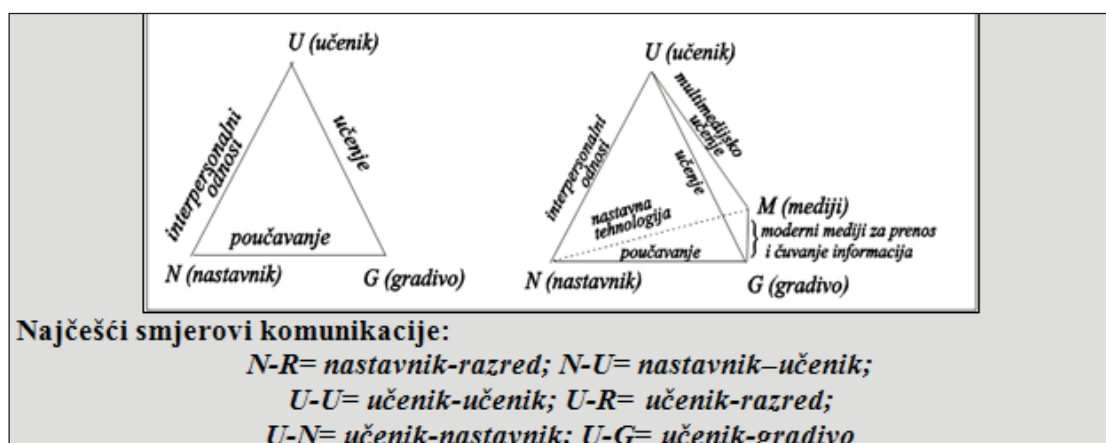 U (učenik)
interpersonalni
odnosi
učenje
poučavanje
N (nastavnik)
G (gradivo)
U (učenik)
interpersonalni
odnosi
multimedijsko
učenje
učenje
nastavna
tehnologija
poučavanje
M (mediji)
moderni mediji za prenos
i čuvanje informacija
N (nastavnik)
G (gradivo)
Najčešći smjerovi komunikacije:
N-R= nastavnik-razred; N-U= nastavnik–učenik;
U-U= učenik-učenik; U-R= učenik-razred;
U-N= učenik-nastavnik; U-G= učenik-gradivo